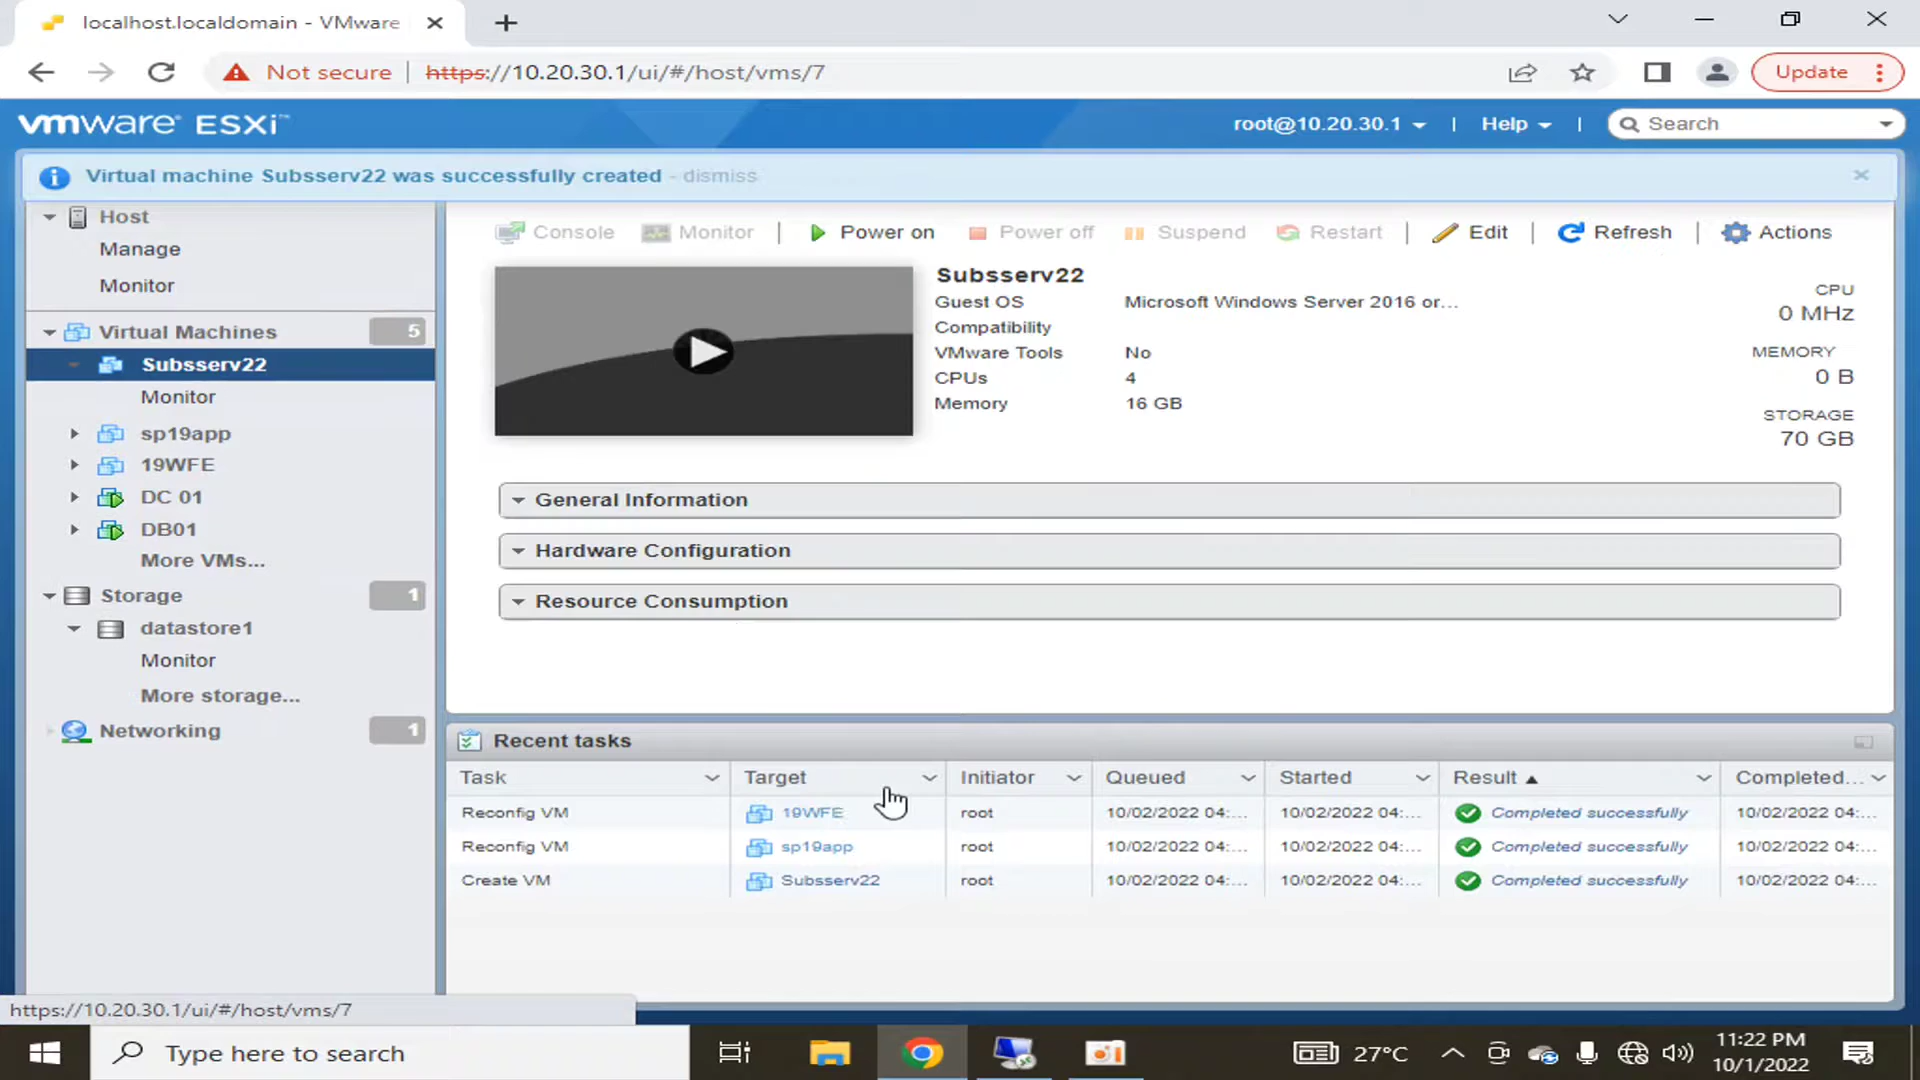 localhost.localdomain - VMware
Not secure | https://10.20.30.1/ui/#/host/vms/7
Update
vmware ESXi™
root@10.20.30.1 | Help | Search
Virtual machine Subsserv22 was successfully created - dismiss
Host
Manage
Monitor
Virtual Machines 5
Subsserv22
Monitor
sp19app
19WFE
DC 01
DB01
More VMs...
Storage 1
datastore1
Monitor
More storage...
Networking 1
Console Monitor | Power on Power off Suspend Restart | Edit | Refresh | Actions
Subsserv22
Guest OS Microsoft Windows Server 2016 or...
Compatibility
VMware Tools No
CPUs 4
Memory 16 GB
CPU
0 MHz
MEMORY
0 B
STORAGE
70 GB
General Information
Hardware Configuration
Resource Consumption
Recent tasks
Task Target Initiator Queued Started Result Completed...
Reconfig VM 19WFE root 10/02/2022 04:... 10/02/2022 04:... Completed successfully 10/02/2022 04:...
Reconfig VM sp19app root 10/02/2022 04:... 10/02/2022 04:... Completed successfully 10/02/2022 04:...
Create VM Subsserv22 root 10/02/2022 04:... 10/02/2022 04:... Completed successfully 10/02/2022 04:...
https://10.20.30.1/ui/#/host/vms/7
Type here to search
27°C
11:22 PM
10/1/2022